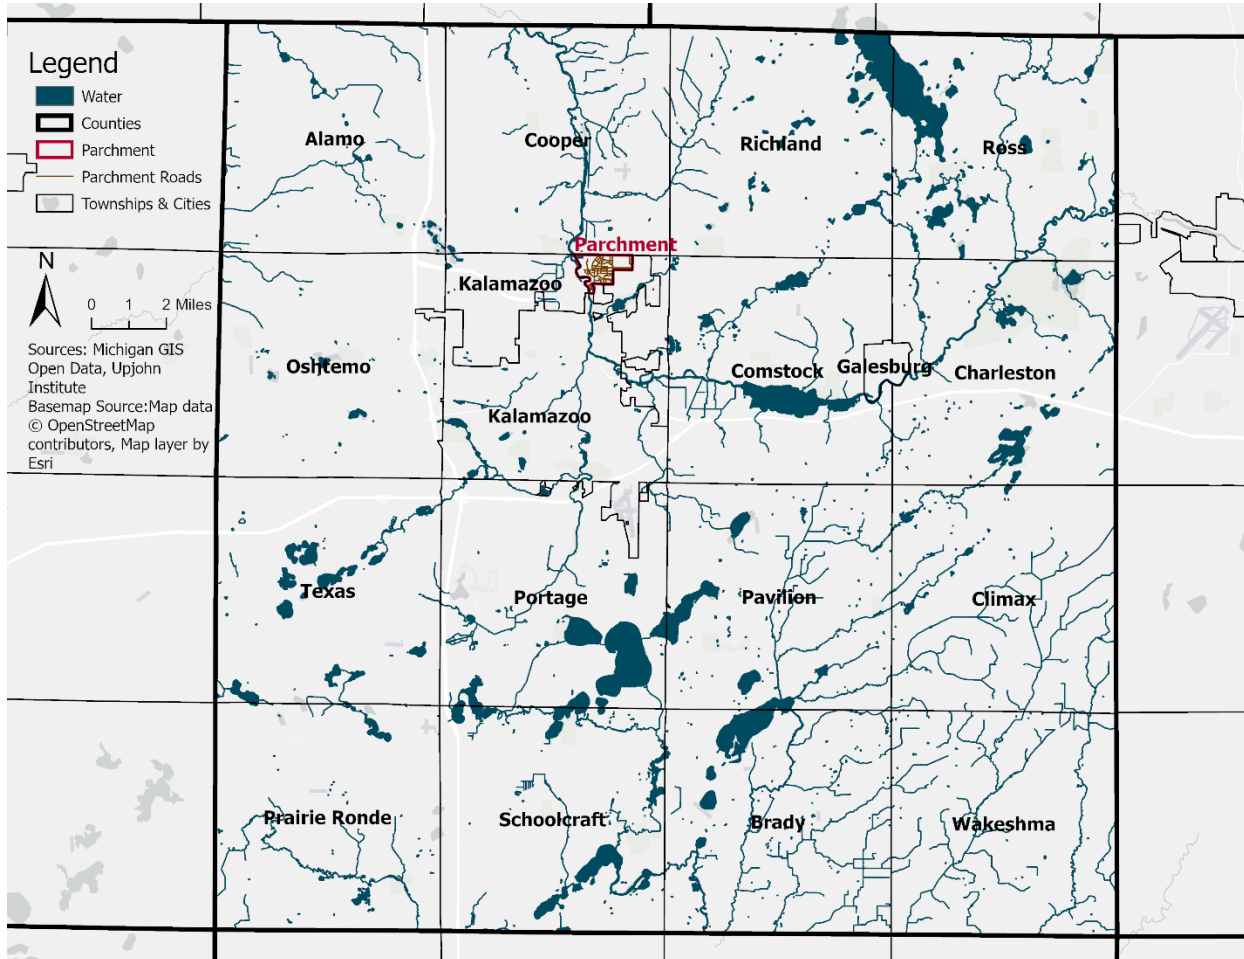 Legend
Water
Counties
Parchment
Parchment Roads
Townships & Cities
N
0 1 2 Miles
Sources: Michigan GIS
Open Data, Upjohn
Institute
Basemap Source:Map data
© OpenStreetMap
contributors, Map layer by
Esri
Alamo
Cooper
Richland
Ross
Parchment
Kalamazoo
Oshtemo
Comstock
Galesburg
Charleston
Kalamazoo
Texas
Portage
Pavilion
Climax
Prairie Ronde
Schoolcraft
Brady
Wakeshma